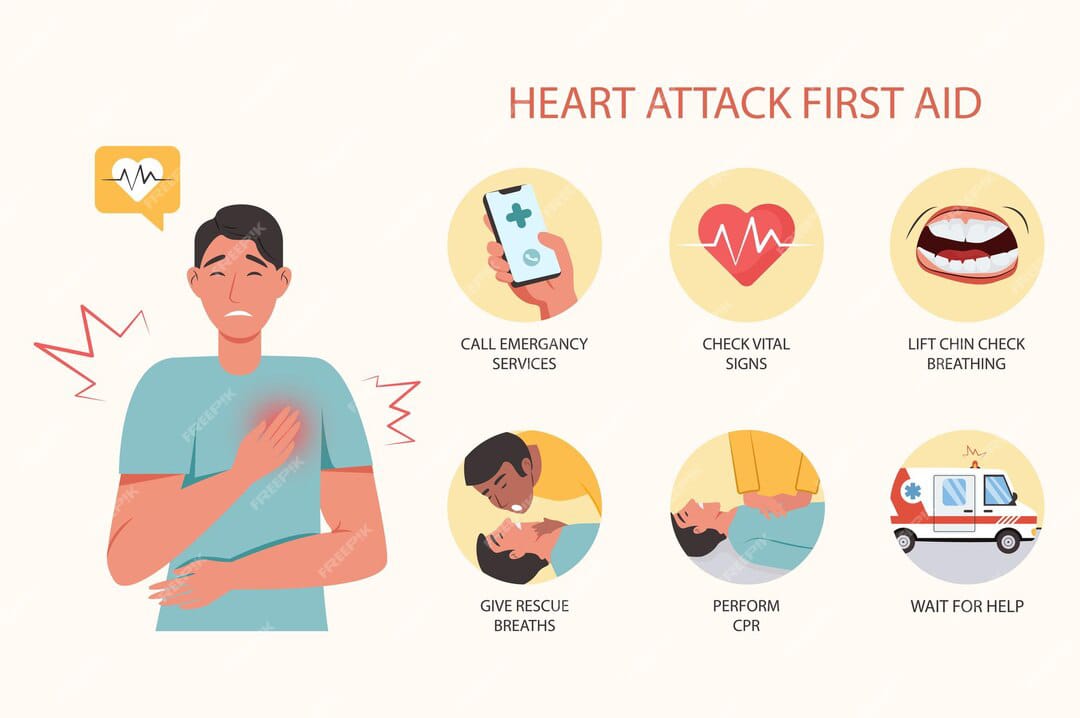 HEART ATTACK FIRST AID
CALL EMERGANCY
SERVICES
CHECK VITAL
SIGNS
LIFT CHIN CHECK
BREATHING
GIVE RESCUE
BREATHS
PERFORM
CPR
WAIT FOR HELP
FREEPIK